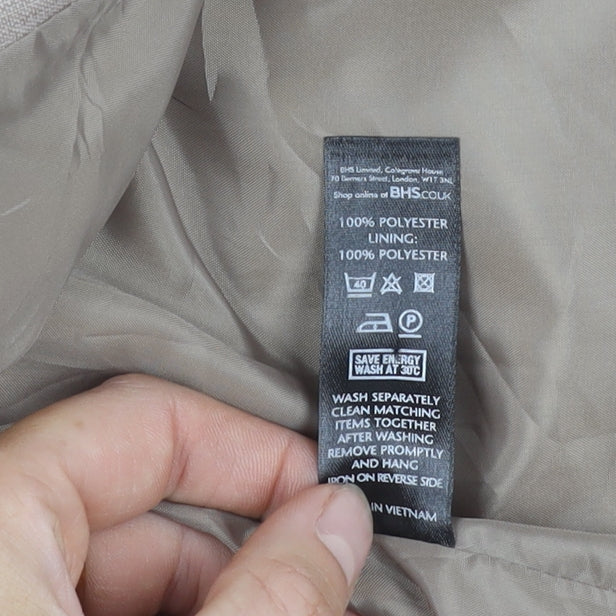 BHS Limited, Colegrave House
70 Berners Street, London, W1T 3NL
Shop online at BHS.CO.UK
100% POLYESTER
LINING:
100% POLYESTER
40
P
SAVE ENERGY
WASH AT 30°C
WASH SEPARATELY
CLEAN MATCHING
ITEMS TOGETHER
AFTER WASHING
REMOVE PROMPTLY
AND HANG
IRON ON REVERSE SIDE
IN VIETNAM